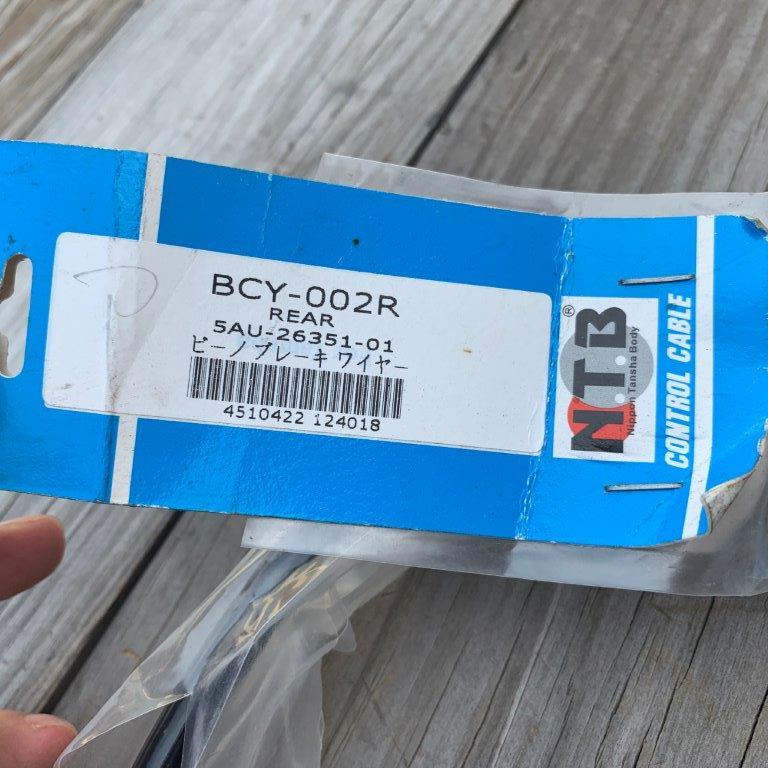 BCY-002R
REAR
5AU-26351-01
ビーノ ブレーキ ワイヤー
4510422 124018
N.T.B
®
Nippon Tansha Body
CONTROL CABLE